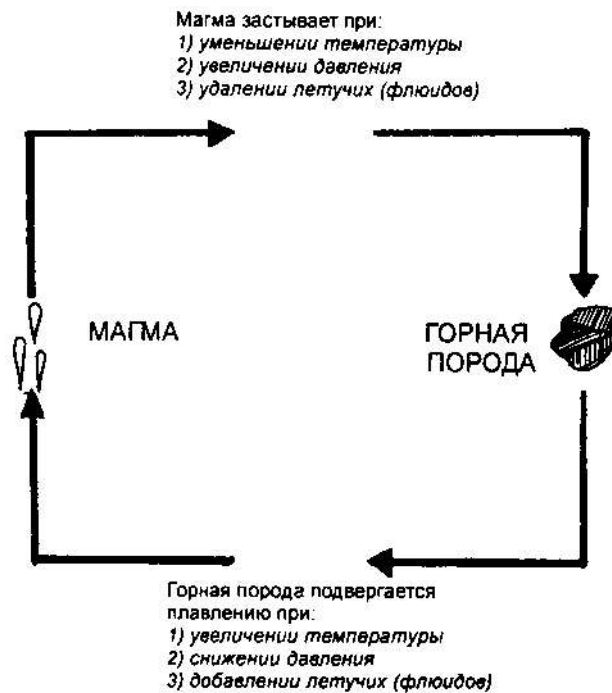 Магма застывает при:
1) уменьшении температуры
2) увеличении давления
3) удалении летучих (флюидов)
МАГМА
ГОРНАЯ
ПОРОДА
Горная порода подвергается
плавлению при:
1) увеличении температуры
2) снижении давления
3) добавлении летучих (флюидов)